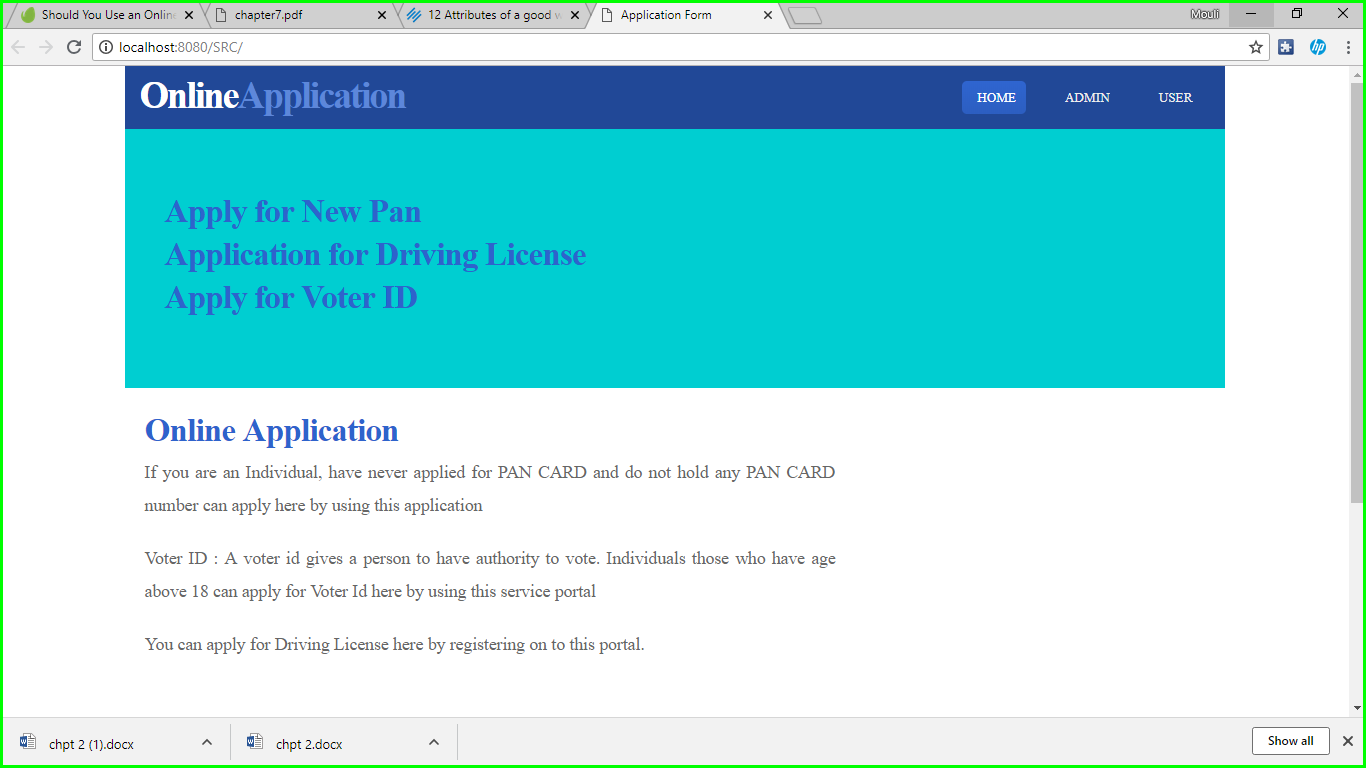 Should You Use an Online
chapter7.pdf
12 Attributes of a good w
Application Form
Mouli
localhost:8080/SRC/
hp
OnlineApplication
HOME
ADMIN
USER
Apply for New Pan
Application for Driving License
Apply for Voter ID
Online Application
If you are an Individual, have never applied for PAN CARD and do not hold any PAN CARD
number can apply here by using this application
Voter ID : A voter id gives a person to have authority to vote. Individuals those who have age
above 18 can apply for Voter Id here by using this service portal
You can apply for Driving License here by registering on to this portal.
chpt 2 (1).docx
chpt 2.docx
Show all